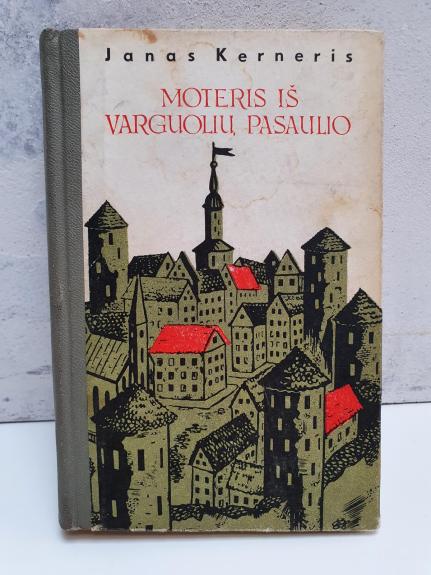 Janas Kerneris
MOTERIS IŠ
VARGUOLIŲ PASAULIO